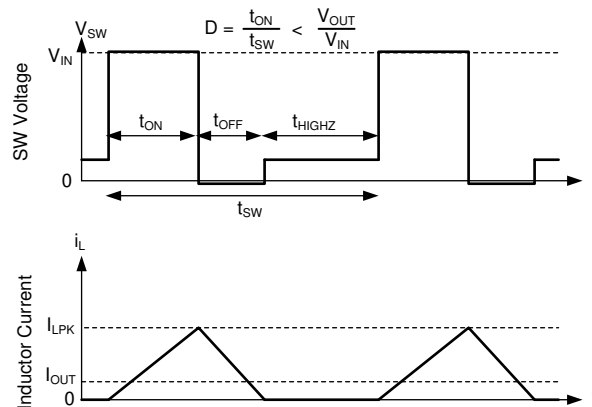 V_SW
D = t_ON / t_SW < V_OUT / V_IN
V_IN
SW Voltage
t_ON
t_OFF
t_HIGHZ
0
t_SW
i_L
Inductor Current
I_LPK
I_OUT
0